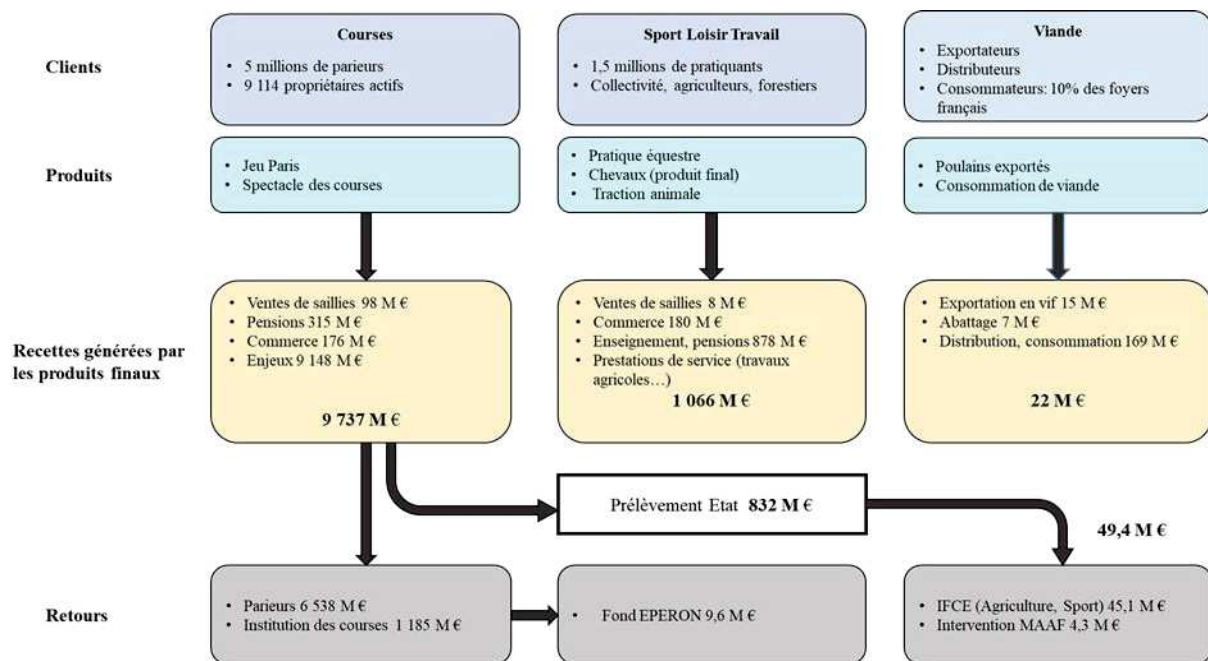 Clients
Courses
• 5 millions de parieurs
• 9 114 propriétaires actifs
Sport Loisir Travail
• 1,5 millions de pratiquants
• Collectivité, agriculteurs, forestiers
Viande
• Exportateurs
• Distributeurs
• Consommateurs: 10% des foyers
français
Produits
• Jeu Paris
• Spectacle des courses
• Pratique équestre
• Chevaux (produit final)
• Traction animale
• Poulains exportés
• Consommation de viande
Recettes générées par
les produits finaux
• Ventes de saillies 98 M €
• Pensions 315 M €
• Commerce 176 M €
• Enjeux 9 148 M €
9 737 M €
• Ventes de saillies 8 M €
• Commerce 180 M €
• Enseignement, pensions 878 M €
• Prestations de service (travaux
agricoles…)
1 066 M €
• Exportation en vif 15 M €
• Abattage 7 M €
• Distribution, consommation 169 M €
22 M €
Prélèvement Etat 832 M €
49,4 M €
Retours
• Parieurs 6 538 M €
• Institution des courses 1 185 M €
• Fond EPERON 9,6 M €
• IFCE (Agriculture, Sport) 45,1 M €
• Intervention MAAF 4,3 M €